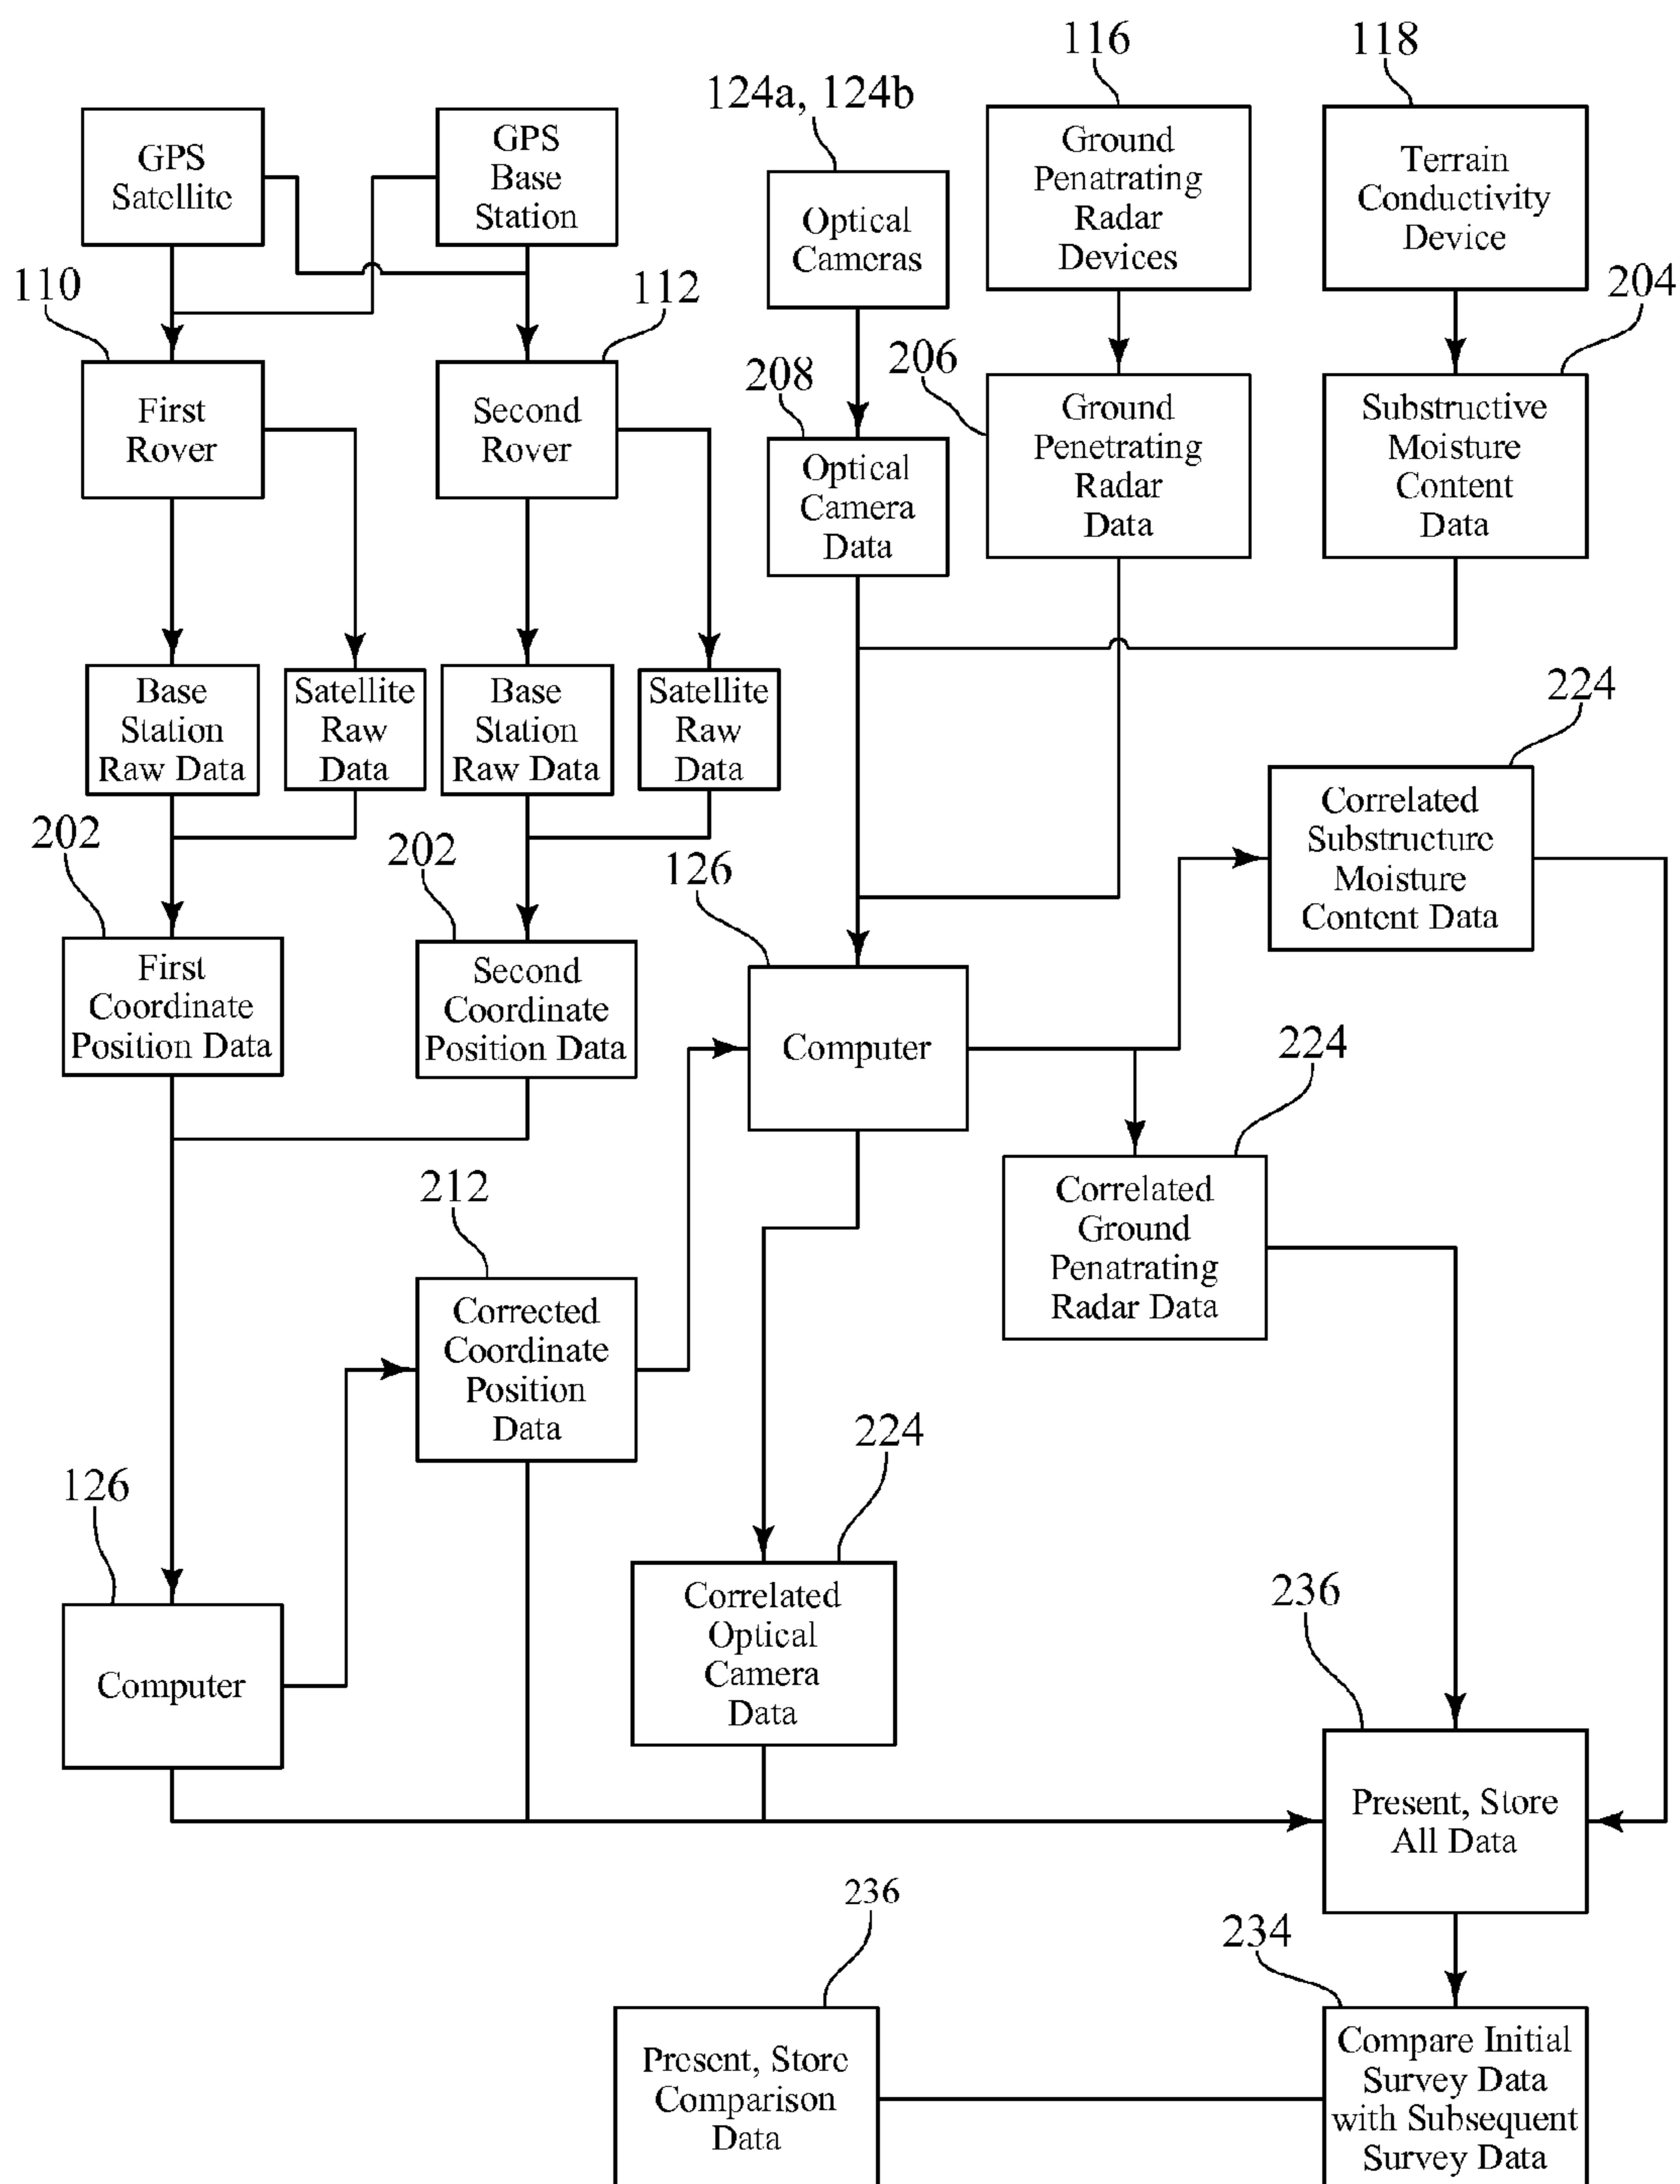 116
118
124a, 124b
GPS
Satellite
GPS
Base
Station
Optical
Cameras
Ground
Penatrating
Radar
Devices
Terrain
Conductivity
Device
110
112
204
208
206
First
Rover
Second
Rover
Optical
Camera
Data
Ground
Penetrating
Radar
Data
Substructive
Moisture
Content
Data
Base
Station
Raw Data
Satellite
Raw
Data
Base
Station
Raw Data
Satellite
Raw
Data
224
202
202
126
Correlated
Substructure
Moisture
Content Data
First
Coordinate
Position Data
Second
Coordinate
Position Data
Computer
224
212
Correlated
Ground
Penatrating
Radar Data
Corrected
Coordinate
Position
Data
224
126
Computer
Correlated
Optical
Camera
Data
236
Present, Store
All Data
236
234
Present, Store
Comparison
Data
Compare Initial
Survey Data
with Subsequent
Survey Data